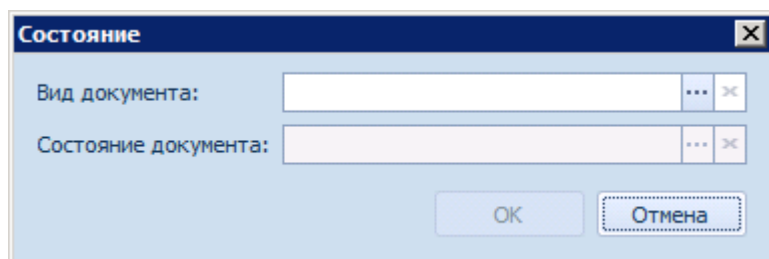 Состояние
Вид документа:
Состояние документа:
OK
Отмена